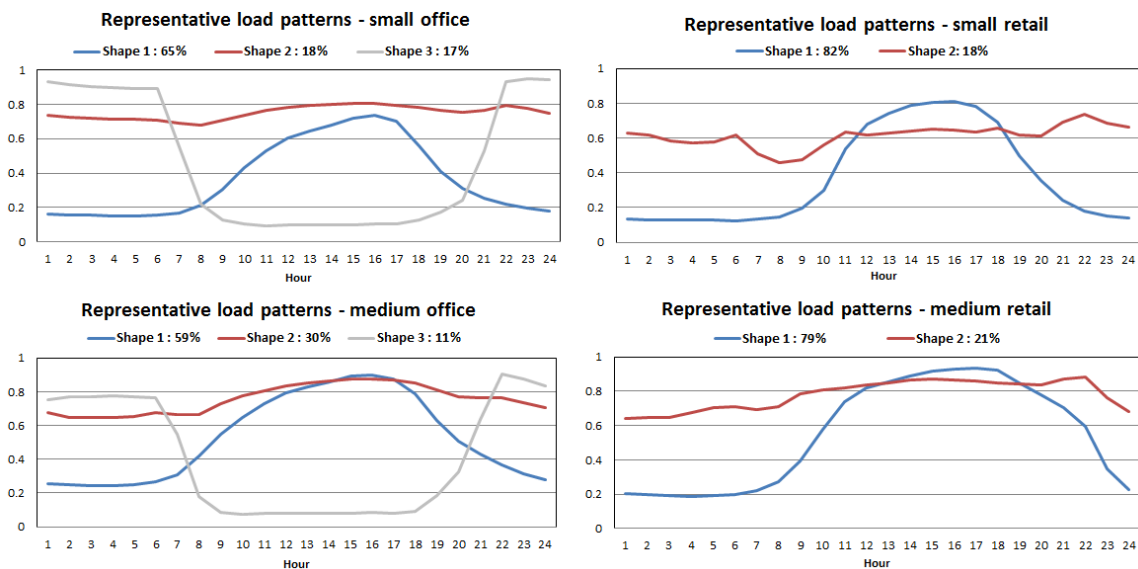 Representative load patterns - small office
Shape 1 : 65% Shape 2 : 18% Shape 3 : 17%
1
0.8
0.6
0.4
0.2
0
1 2 3 4 5 6 7 8 9 10 11 12 13 14 15 16 17 18 19 20 21 22 23 24
Hour
Representative load patterns - small retail
Shape 1 : 82% Shape 2: 18%
1
0.8
0.6
0.4
0.2
0
1 2 3 4 5 6 7 8 9 10 11 12 13 14 15 16 17 18 19 20 21 22 23 24
Hour
Representative load patterns - medium office
Shape 1 : 59% Shape 2 : 30% Shape 3 : 11%
1
0.8
0.6
0.4
0.2
0
1 2 3 4 5 6 7 8 9 10 11 12 13 14 15 16 17 18 19 20 21 22 23 24
Hour
Representative load patterns - medium retail
Shape 1 : 79% Shape 2 : 21%
1
0.8
0.6
0.4
0.2
0
1 2 3 4 5 6 7 8 9 10 11 12 13 14 15 16 17 18 19 20 21 22 23 24
Hour